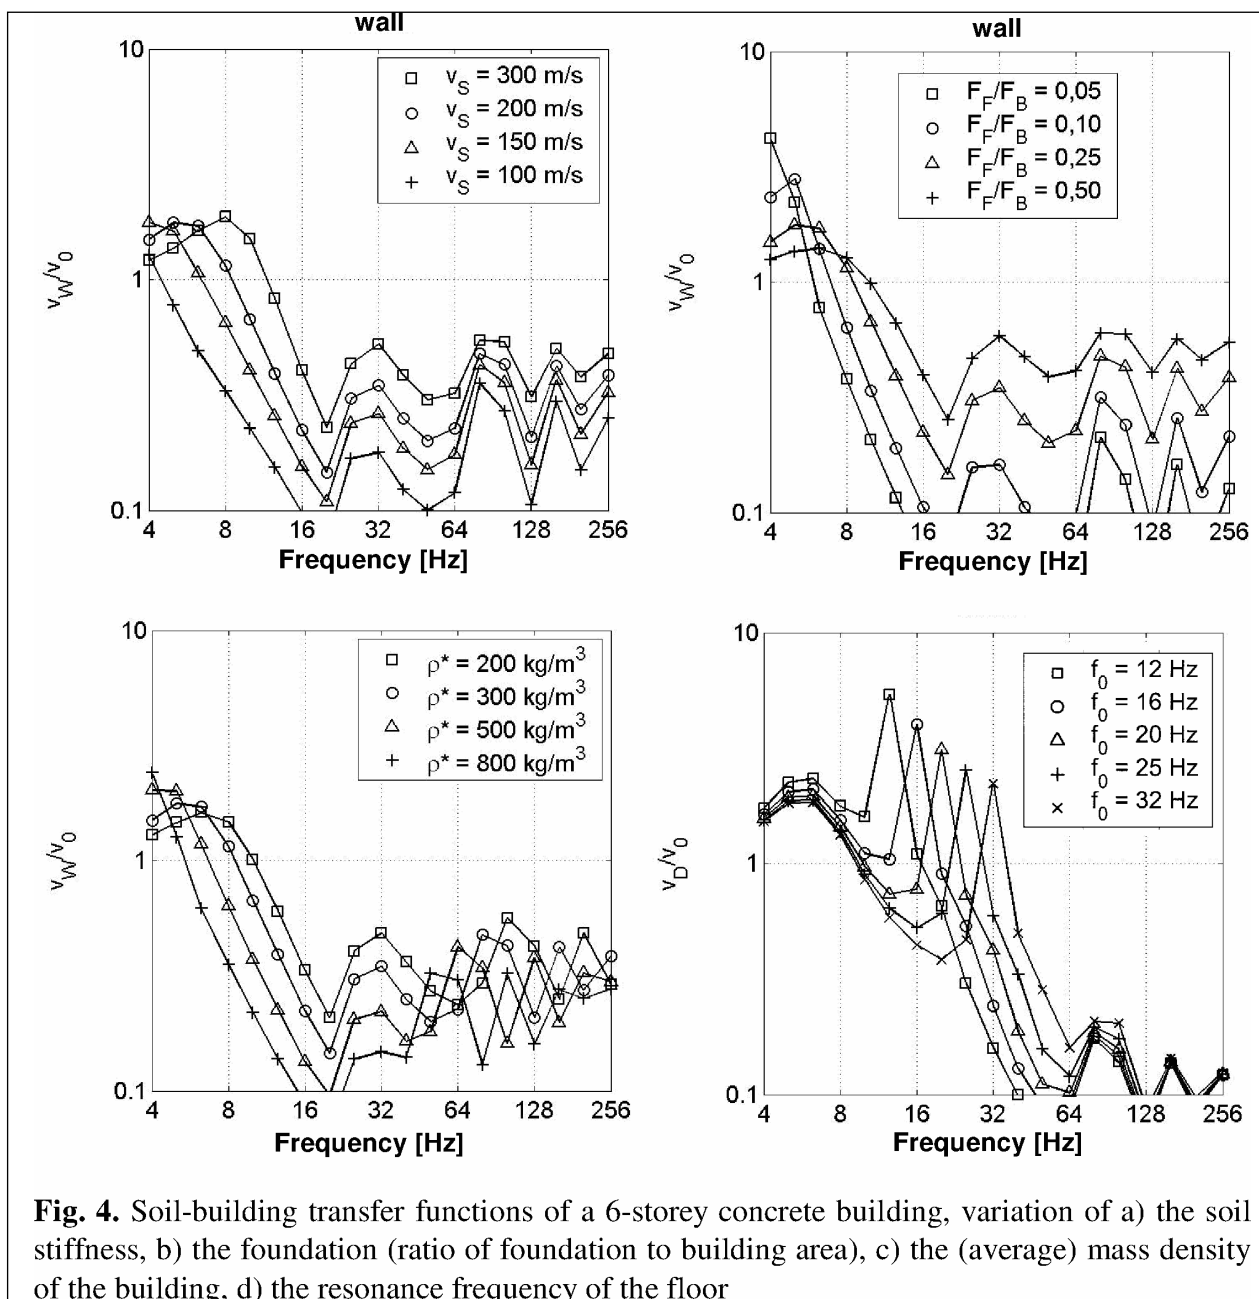 wall
10
1
0.1
v_W/v_0
v_S = 300 m/s
v_S = 200 m/s
v_S = 150 m/s
v_S = 100 m/s
4 8 16 32 64 128 256
Frequency [Hz]
wall
10
1
0.1
v_W/v_0
F_F/F_B = 0,05
F_F/F_B = 0,10
F_F/F_B = 0,25
F_F/F_B = 0,50
4 8 16 32 64 128 256
Frequency [Hz]
10
1
0.1
v_W/v_0
ρ* = 200 kg/m³
ρ* = 300 kg/m³
ρ* = 500 kg/m³
ρ* = 800 kg/m³
4 8 16 32 64 128 256
Frequency [Hz]
10
1
0.1
v_D/v_0
f_0 = 12 Hz
f_0 = 16 Hz
f_0 = 20 Hz
f_0 = 25 Hz
f_0 = 32 Hz
4 8 16 32 64 128 256
Frequency [Hz]
Fig. 4. Soil-building transfer functions of a 6-storey concrete building, variation of a) the soil
stiffness, b) the foundation (ratio of foundation to building area), c) the (average) mass density
of the building, d) the resonance frequency of the floor